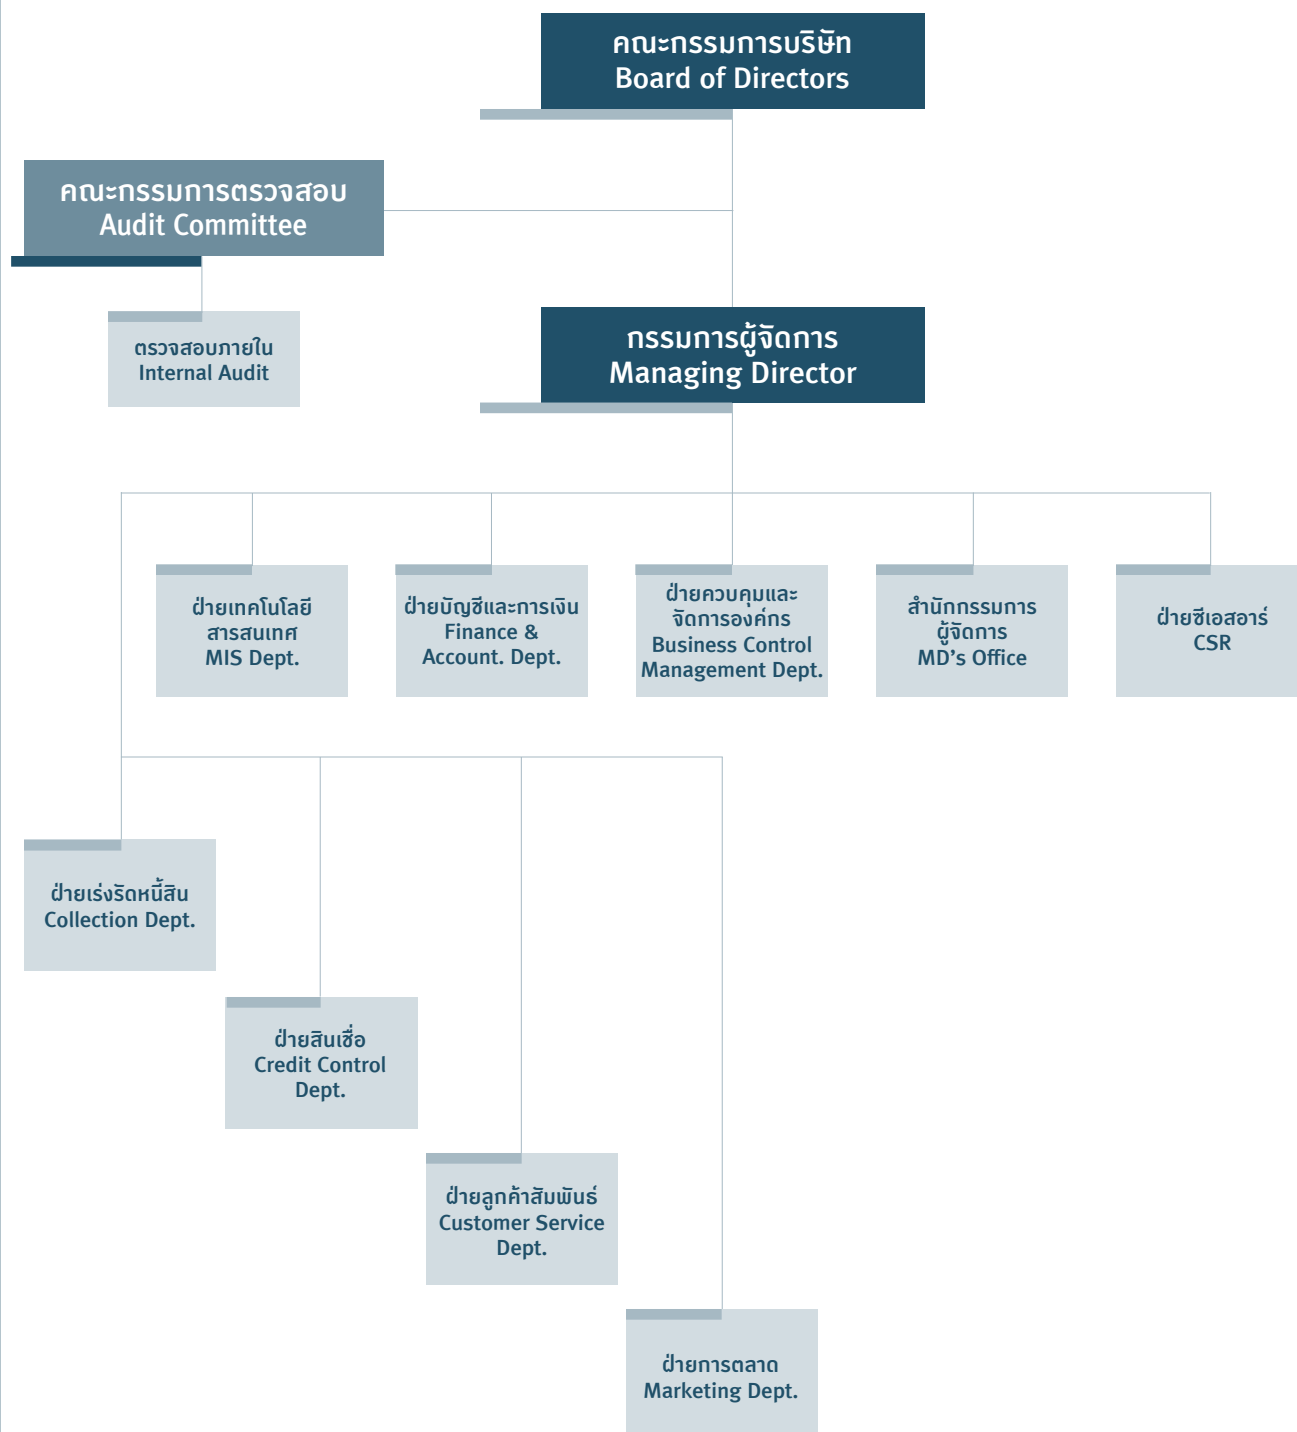 คณะกรรมการบริษัท
Board of Directors
คณะกรรมการตรวจสอบ
Audit Committee
ตรวจสอบภายใน
Internal Audit
กรรมการผู้จัดการ
Managing Director
ฝ่ายเทคโนโลยี
สารสนเทศ
MIS Dept.
ฝ่ายบัญชีและการเงิน
Finance &
Account. Dept.
ฝ่ายควบคุมและ
จัดการองค์กร
Business Control
Management Dept.
สำนักกรรมการ
ผู้จัดการ
MD’s Office
ฝ่ายซีเอสอาร์
CSR
ฝ่ายเร่งรัดหนี้สิน
Collection Dept.
ฝ่ายสินเชื่อ
Credit Control
Dept.
ฝ่ายลูกค้าสัมพันธ์
Customer Service
Dept.
ฝ่ายการตลาด
Marketing Dept.